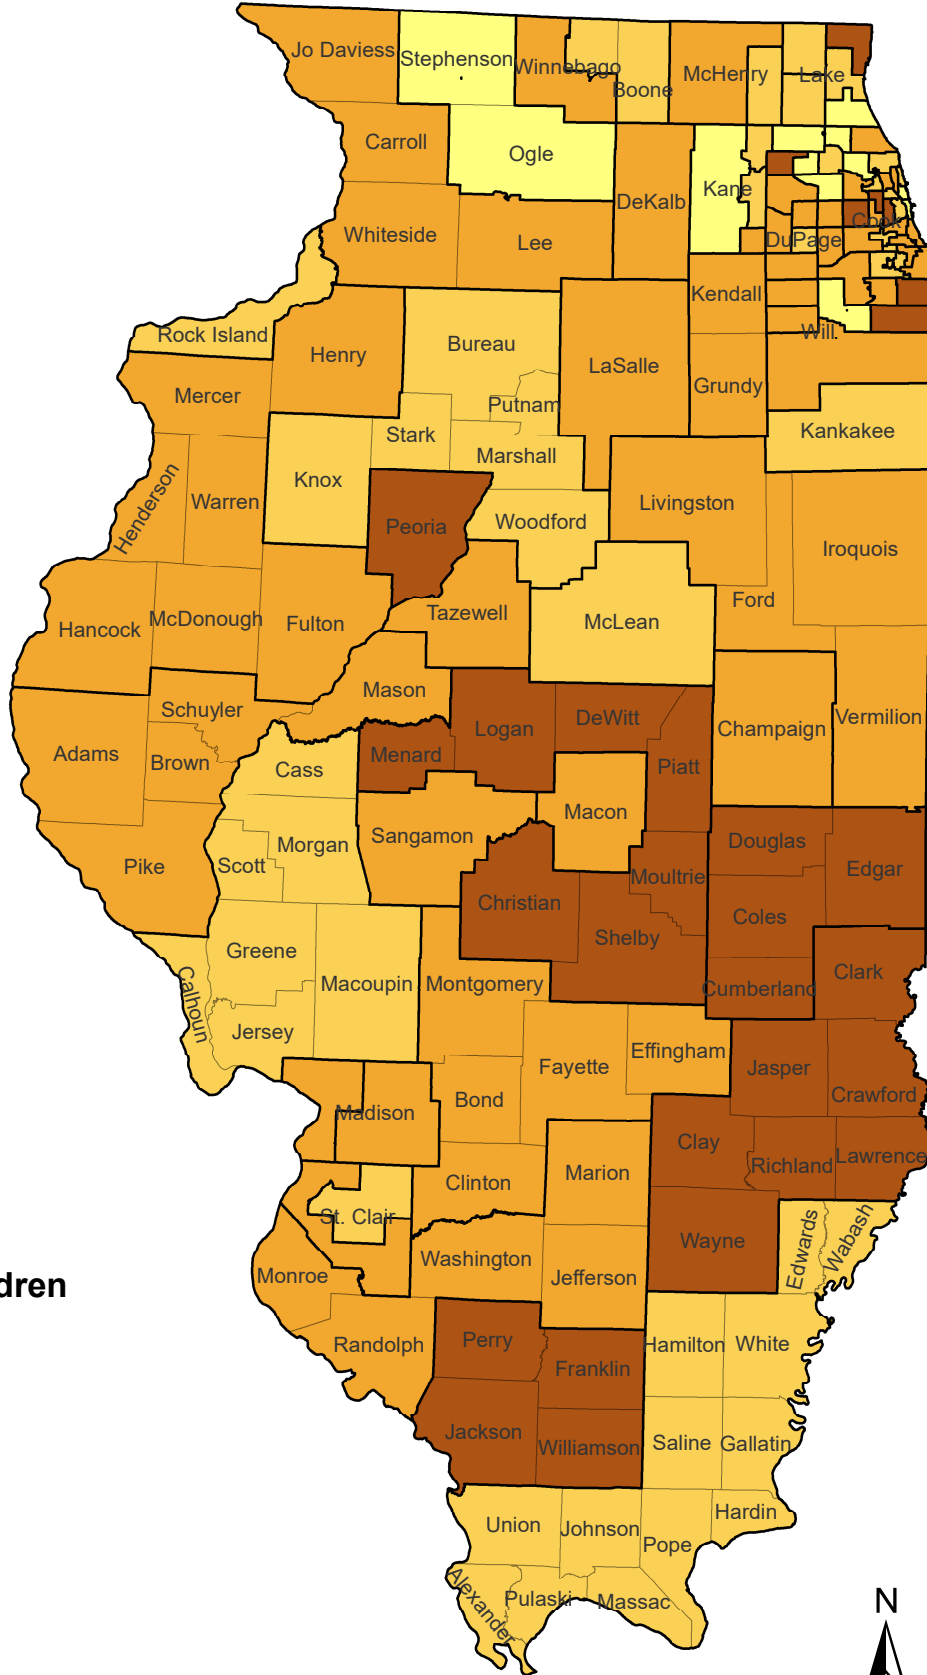 Jo Daviess
Stephenson
Winnebago
Boone
McHenry
Lake
Carroll
Ogle
DeKalb
Kane
Whiteside
Lee
Cook
DuPage
Kendall
Rock Island
Henry
Bureau
LaSalle
Will
Mercer
Putnam
Grundy
Stark
Marshall
Kankakee
Knox
Henderson
Warren
Peoria
Woodford
Livingston
Iroquois
Ford
Hancock
McDonough
Fulton
Tazewell
McLean
Mason
Schuyler
Logan
DeWitt
Champaign
Vermilion
Adams
Brown
Cass
Menard
Piatt
Macon
Pike
Scott
Morgan
Sangamon
Douglas
Edgar
Moultrie
Christian
Coles
Shelby
Greene
Calhoun
Macoupin
Montgomery
Cumberland
Clark
Jersey
Effingham
Fayette
Jasper
Crawford
Madison
Bond
Clay
Richland
Lawrence
Clinton
Marion
St. Clair
Wayne
Edwards
Wabash
Washington
Monroe
Jefferson
dren
Randolph
Perry
Hamilton
White
Franklin
Jackson
Williamson
Saline
Gallatin
Union
Johnson
Hardin
Pope
Alexander
Pulaski
Massac
N